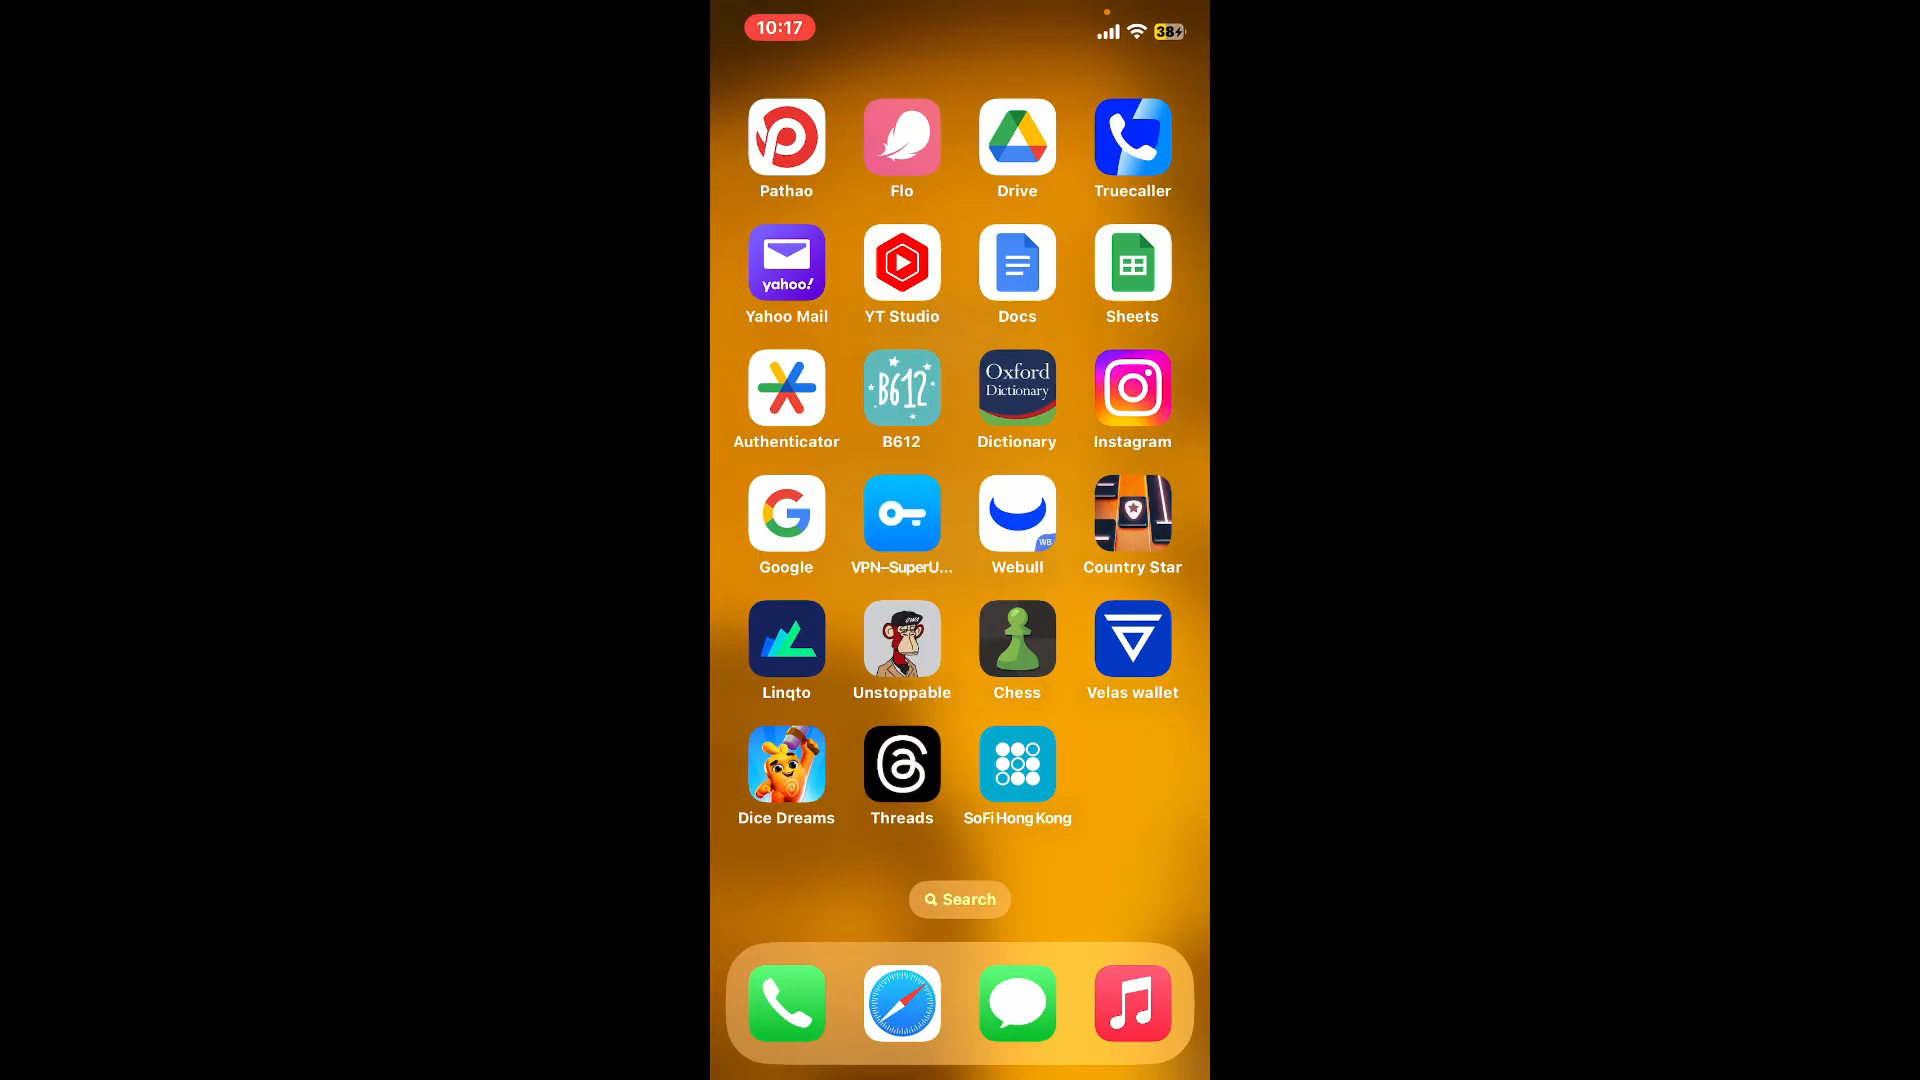 10:17
38
Pathao
Flo
Drive
Truecaller
yahoo!
Yahoo Mail
YT Studio
Docs
Sheets
B612
Oxford
Dictionary
Authenticator
B612
Dictionary
Instagram
WB
Google
VPN–SuperU...
Webull
Country Star
Linqto
Unstoppable
Chess
Velas wallet
Dice Dreams
Threads
SoFi Hong Kong
Search